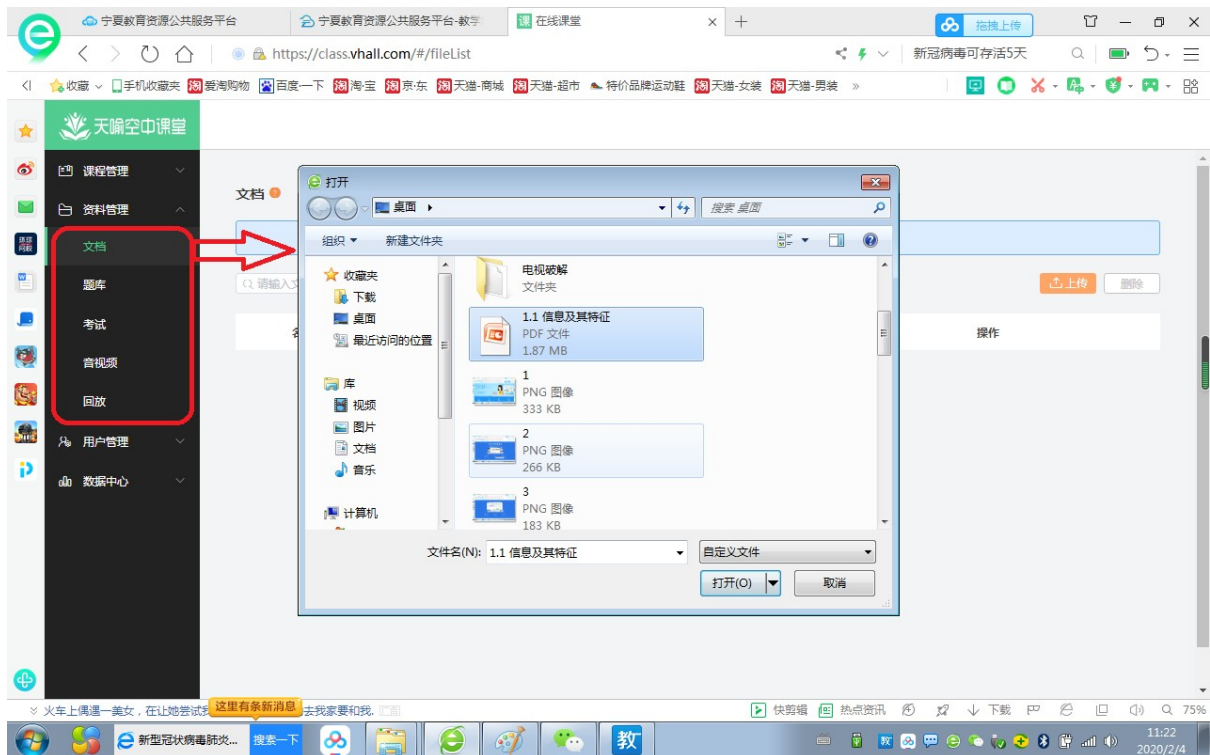 宁夏教育资源公共服务平台
宁夏教育资源公共服务平台-教学
课 在线课堂
拖拽上传
https://class.vhall.com/#/fileList
新冠病毒可存活5天
收藏 手机收藏夹 淘 爱淘购物 百度一下 淘 淘·宝 淘 京·东 淘 天猫-商城 淘 天猫-超市 特价品牌运动鞋 淘 天猫-女装 淘 天猫-男装 »
天喻空中课堂
课程管理
资料管理
文档
题库
考试
音视频
回放
用户管理
数据中心
文档
请输入文
上传
删除
操作
打开
桌面
搜索 桌面
组织
新建文件夹
收藏夹
下载
桌面
最近访问的位置
库
视频
图片
文档
音乐
计算机
电视破解
文件夹
1.1 信息及其特征
PDF 文件
1.87 MB
1
PNG 图像
333 KB
2
PNG 图像
266 KB
3
PNG 图像
183 KB
文件名(N): 1.1 信息及其特征
自定义文件
打开(O)
取消
火车上偶遇一美女，在让她尝试
这里有条新消息
去我家要和我.
快剪辑 热点资讯 下载 75%
新型冠状病毒肺炎... 搜索一下
教
11:22
2020/2/4